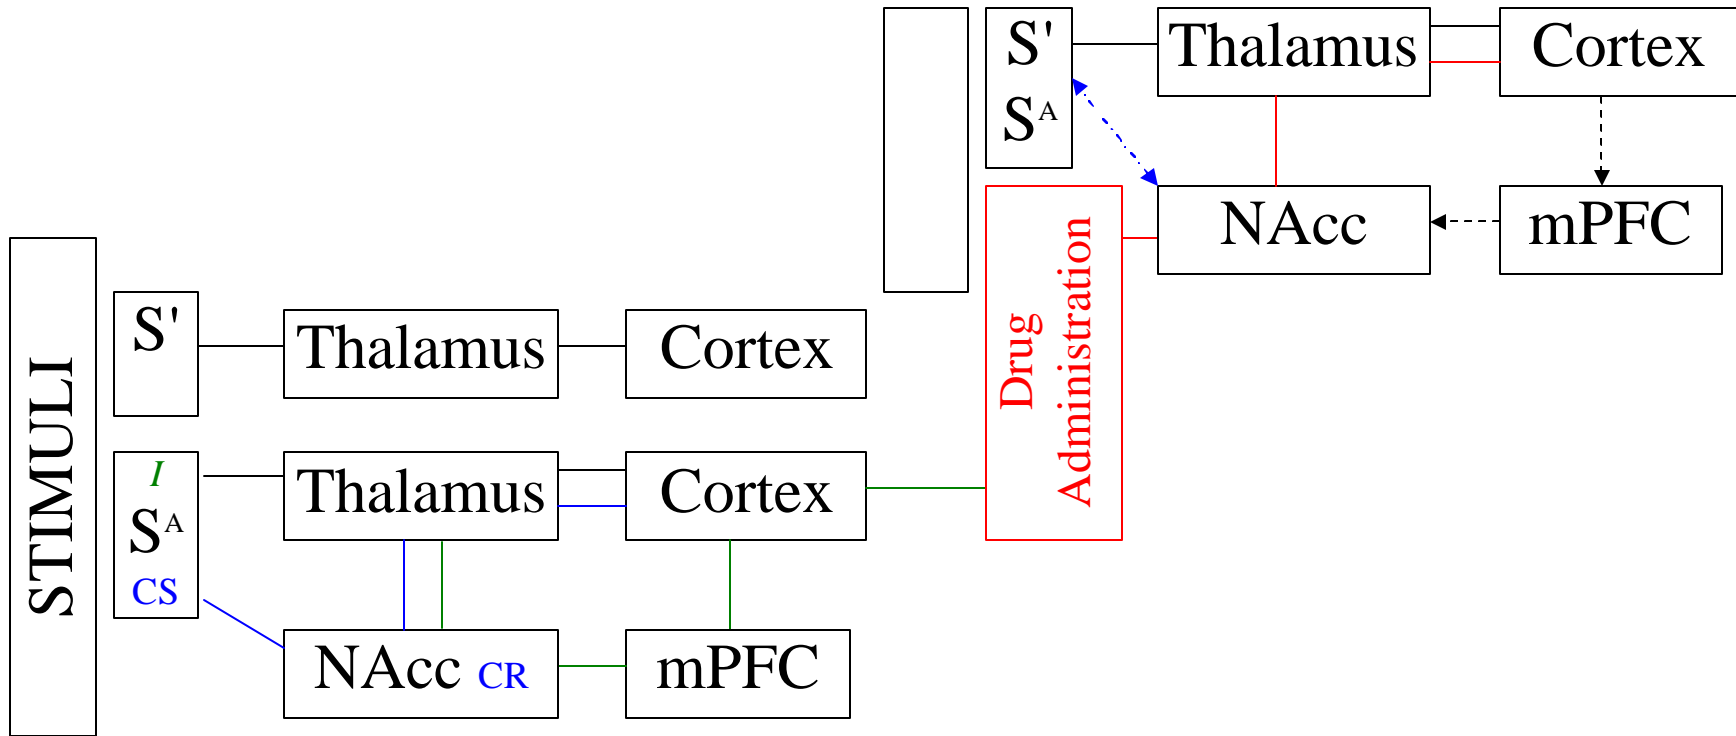 S' Thalamus Cortex
S^A
NAcc mPFC
Drug
Administration
STIMULI
S' Thalamus Cortex
I
S^A Thalamus Cortex
CS
NAcc CR mPFC